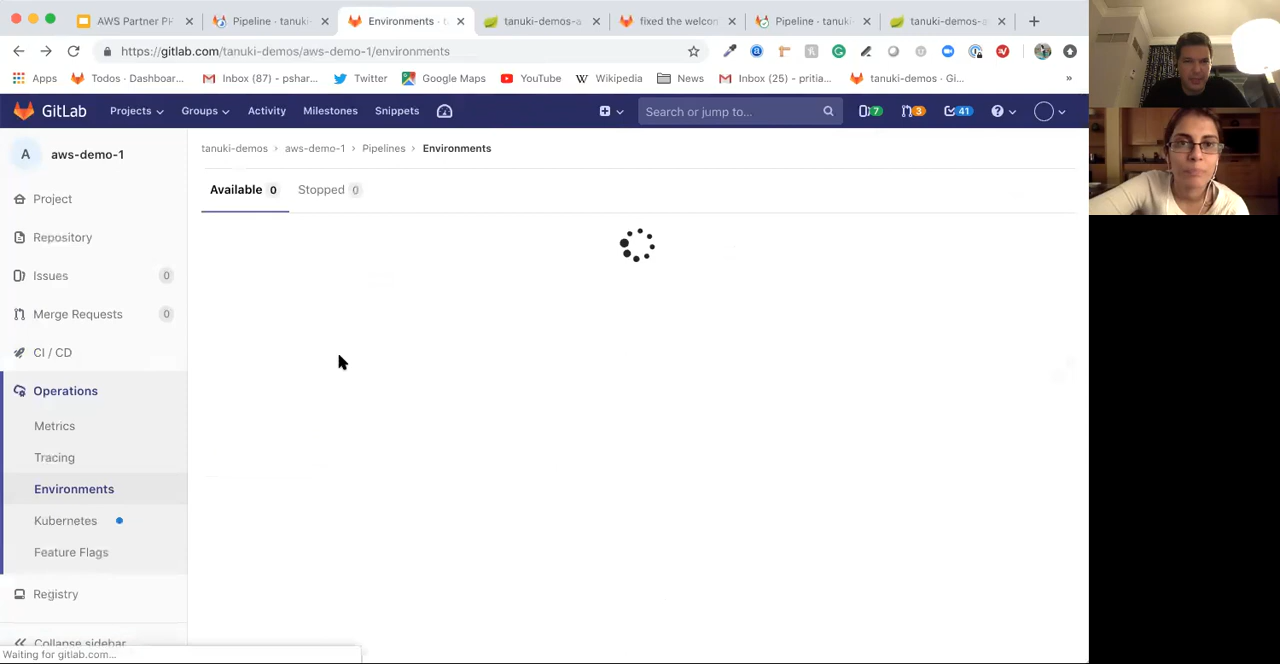 AWS Partner Pr
Pipeline · tanuki-
Environments · t
tanuki-demos-a
fixed the welcon
Pipeline · tanuki-
tanuki-demos-a
https://gitlab.com/tanuki-demos/aws-demo-1/environments
Apps
Todos · Dashboar...
Inbox (87) - pshar...
Twitter
Google Maps
YouTube
Wikipedia
News
Inbox (25) - pritia...
tanuki-demos · Gi...
»
GitLab
Projects
Groups
Activity
Milestones
Snippets
Search or jump to...
7
3
41
A
aws-demo-1
tanuki-demos > aws-demo-1 > Pipelines > Environments
Available 0
Stopped 0
Project
Repository
Issues 0
Merge Requests 0
CI / CD
Operations
Metrics
Tracing
Environments
Kubernetes
Feature Flags
Registry
Collapse sidebar
Waiting for gitlab.com...